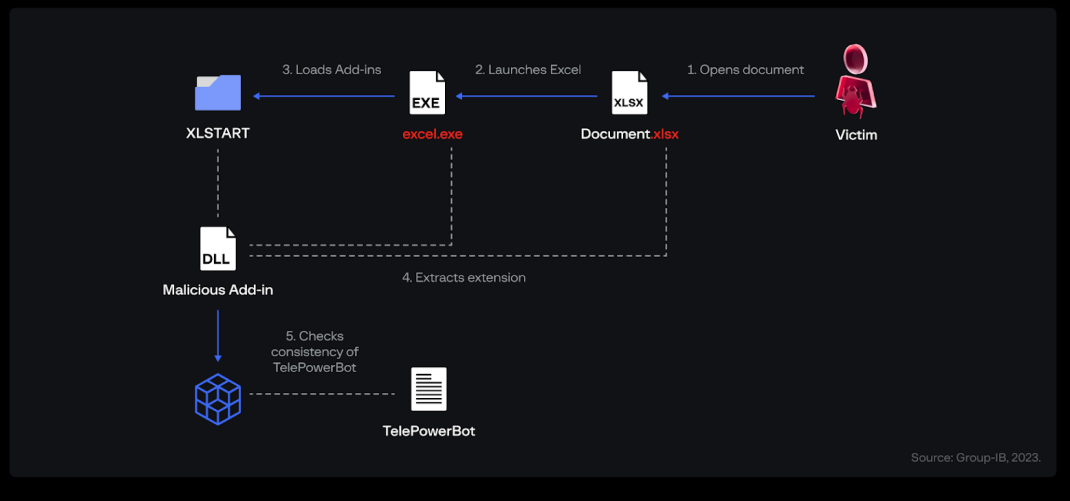 3. Loads Add-ins
2. Launches Excel
1. Opens document
EXE
XLSX
XLSTART
excel.exe
Document.xlsx
Victim
DLL
4. Extracts extension
Malicious Add-in
5. Checks
consistency of
TelePowerBot
TelePowerBot
Source: Group-IB, 2023.